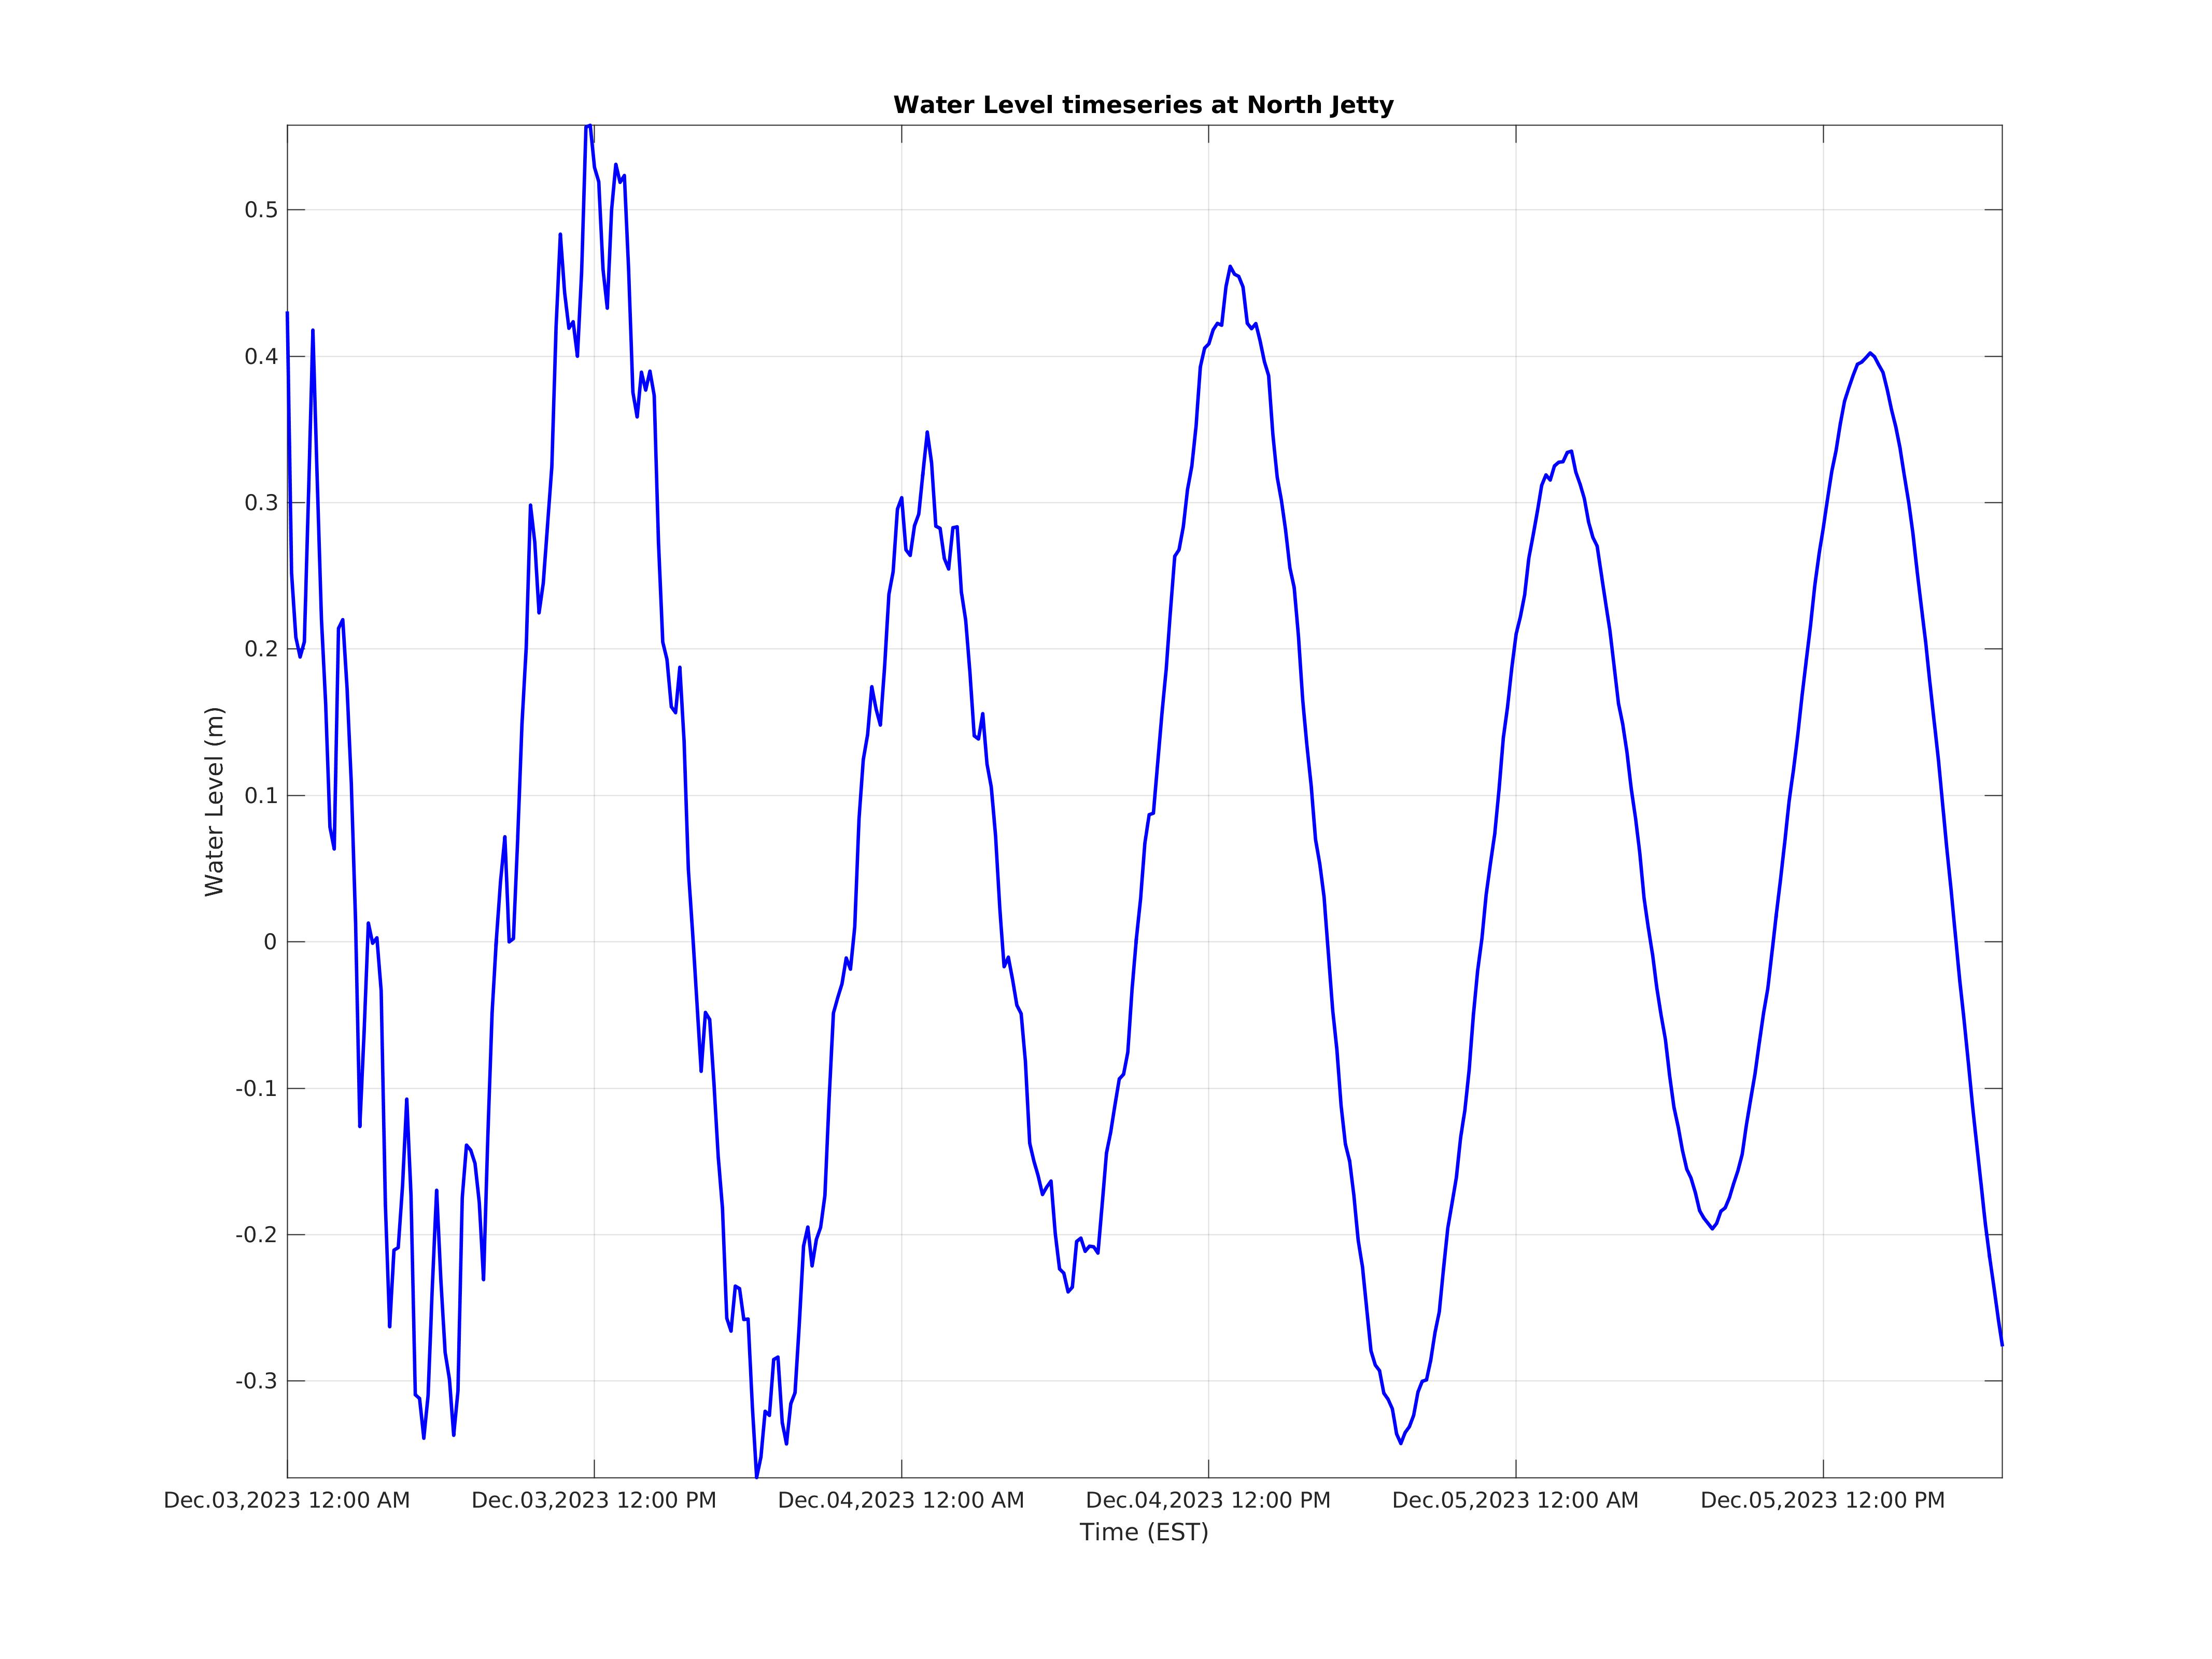 Water Level timeseries at North Jetty
0.5
0.4
0.3
0.2
0.1
0
-0.1
-0.2
-0.3
Water Level (m)
Dec.03,2023 12:00 AM
Dec.03,2023 12:00 PM
Dec.04,2023 12:00 AM
Dec.04,2023 12:00 PM
Dec.05,2023 12:00 AM
Dec.05,2023 12:00 PM
Time (EST)